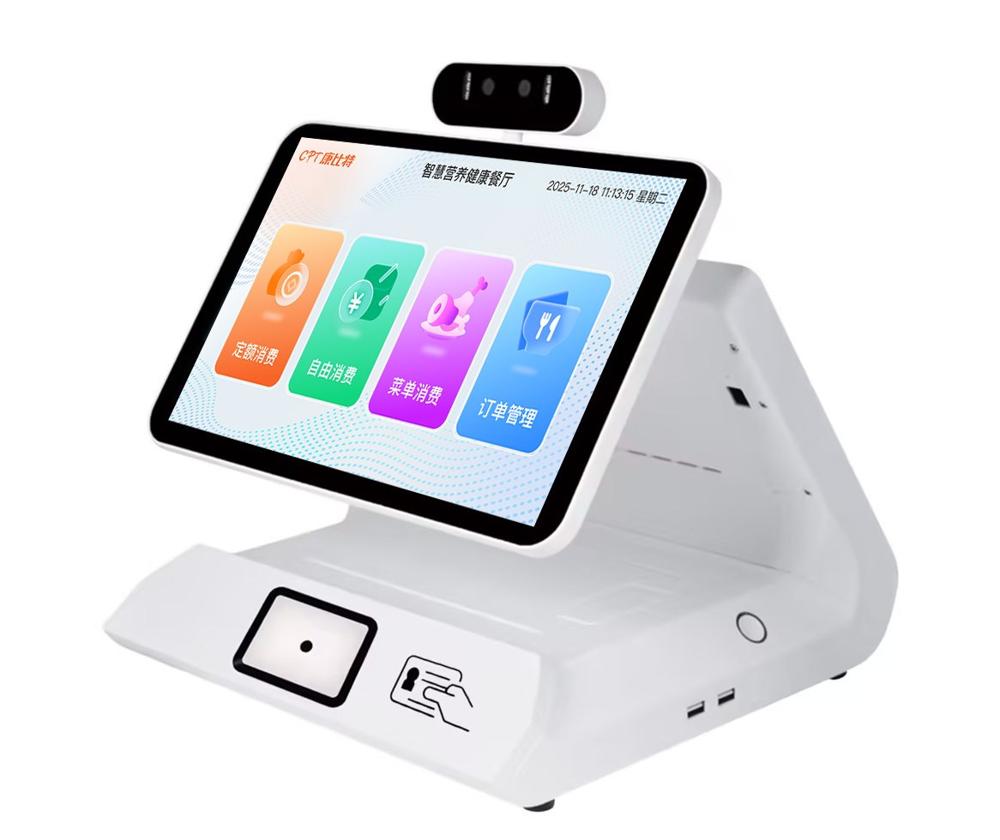 CPT康比特
智慧营养健康餐厅
2025-11-18 11:13:15 星期二
定额消费
自由消费
菜单消费
订单管理